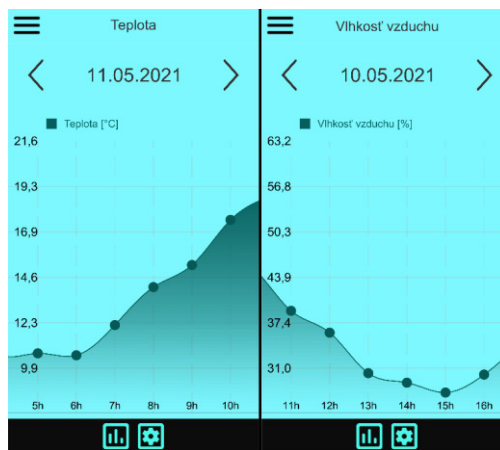 Teplota
11.05.2021
Teplota [°C]
21,6
19,3
16,9
14,6
12,3
9,9
5h 6h 7h 8h 9h 10h
Vlhkosť vzduchu
10.05.2021
Vlhkosť vzduchu [%]
63,2
56,8
50,3
43,9
37,4
31,0
11h 12h 13h 14h 15h 16h